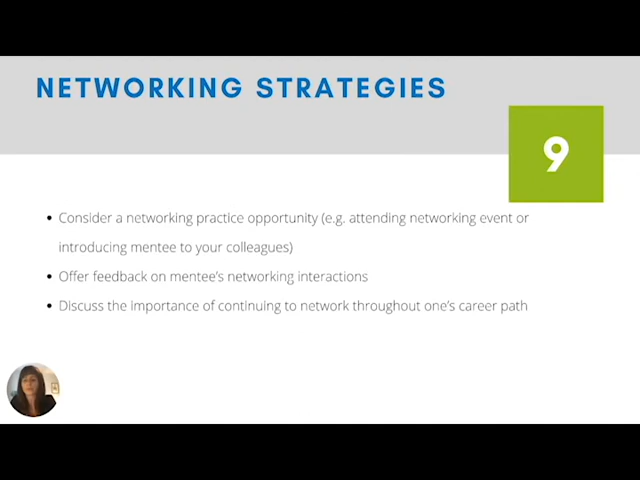 NETWORKING STRATEGIES
9
• Consider a networking practice opportunity (e.g. attending networking event or
introducing mentee to your colleagues)
• Offer feedback on mentee's networking interactions
• Discuss the importance of continuing to network throughout one's career path